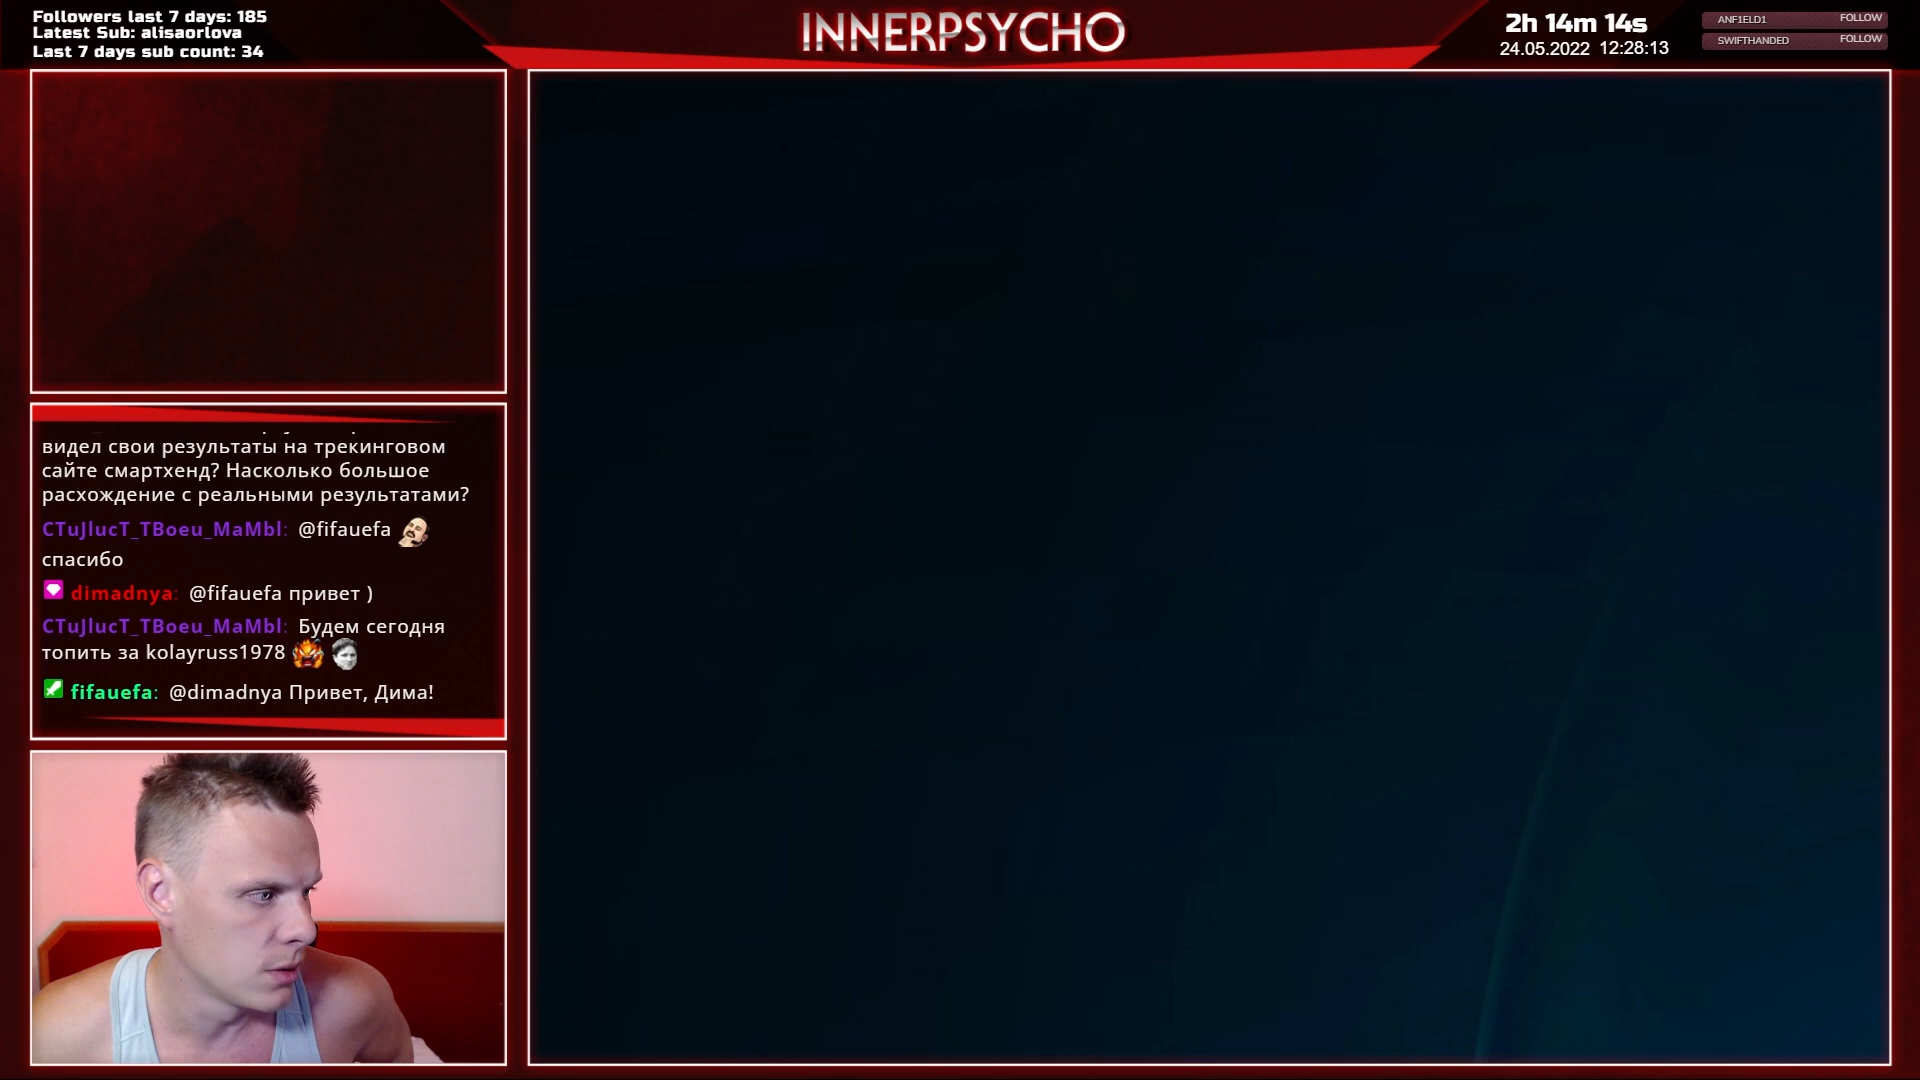 Followers last 7 days: 185
Latest Sub: alisaorlova
Last 7 days sub count: 34
INNERPSYCHO
2h 14m 14s
24.05.2022 12:28:13
ANF1ELD1 FOLLOW
SWIFTHANDED FOLLOW
видел свои результаты на трекинговом
сайте смартхенд? Насколько большое
расхождение с реальными результатами?
CTuJlucT_TBoeu_MaMbl: @fifauefa
спасибо
dimadnya: @fifauefa привет )
CTuJlucT_TBoeu_MaMbl: Будем сегодня
топить за kolayruss1978
fifauefa: @dimadnya Привет, Дима!